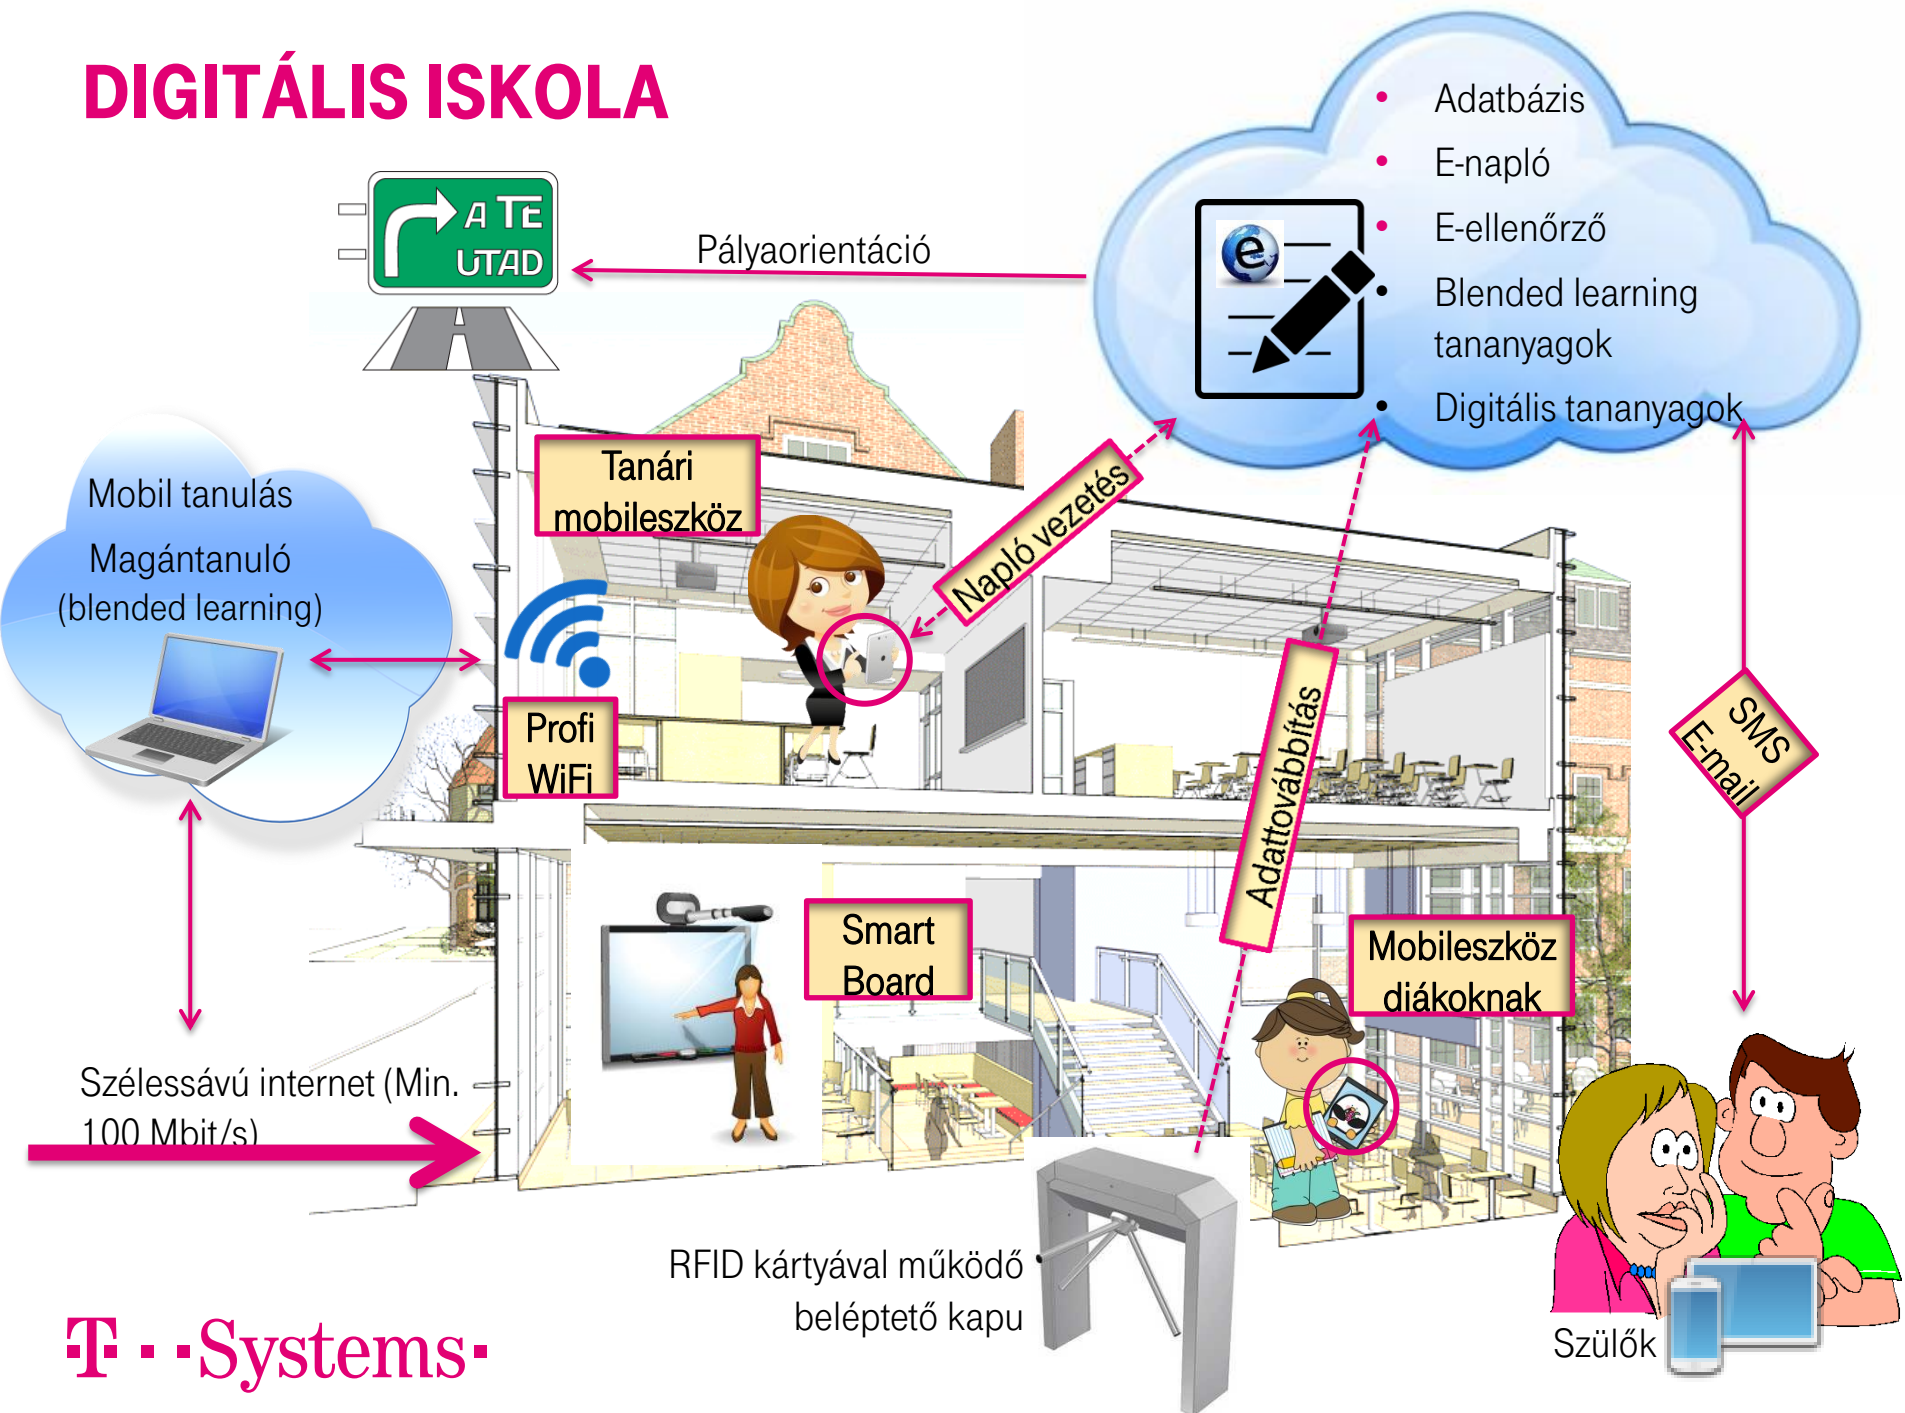 DIGITÁLIS ISKOLA
A TE
UTAD
Pályaorientáció
• Adatbázis
• E-napló
• E-ellenőrző
• Blended learning
tananyagok
• Digitális tananyagok
Mobil tanulás
Magántanuló
(blended learning)
Tanári
mobileszköz
Napló vezetés
Profi
WiFi
Adattovábbítás
SMS
E-mail
Smart
Board
Mobileszköz
diákoknak
Szélessávú internet (Min.
100 Mbit/s)
RFID kártyával működő
beléptető kapu
Szülők
T··Systems·
e